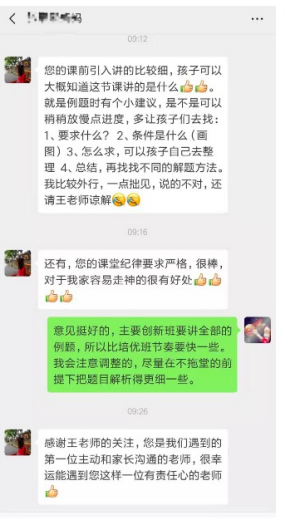 00:12
您的课前引入讲的比较细，孩子可以
大概知道这节课讲的是什么👍👍。
就是例题时有个小建议，是不是可以
稍稍放慢点进度，多让孩子们去找：
1、要求什么？ 2、条件是什么（画
图）3、怎么求，可以孩子自己去整
理 4、总结，再找找不同的解题方法。
我比较外行，一点拙见，说的不对，还
请王老师谅解😪😪
09:16
还有，您的课堂纪律要求严格，很棒，
对于我家容易走神的很有好处👍👍
👍👍
意见挺好的，主要创新班要讲全部的
例题，所以比培优班节奏要快一些。
我会注意调整的，尽量在不拖堂的前
提下把题目解析得更细一些。
09:26
感谢王老师的关注，您是我们遇到的
第一位主动和家长沟通的老师，很幸
运能遇到您这样一位有责任心的老师
👍